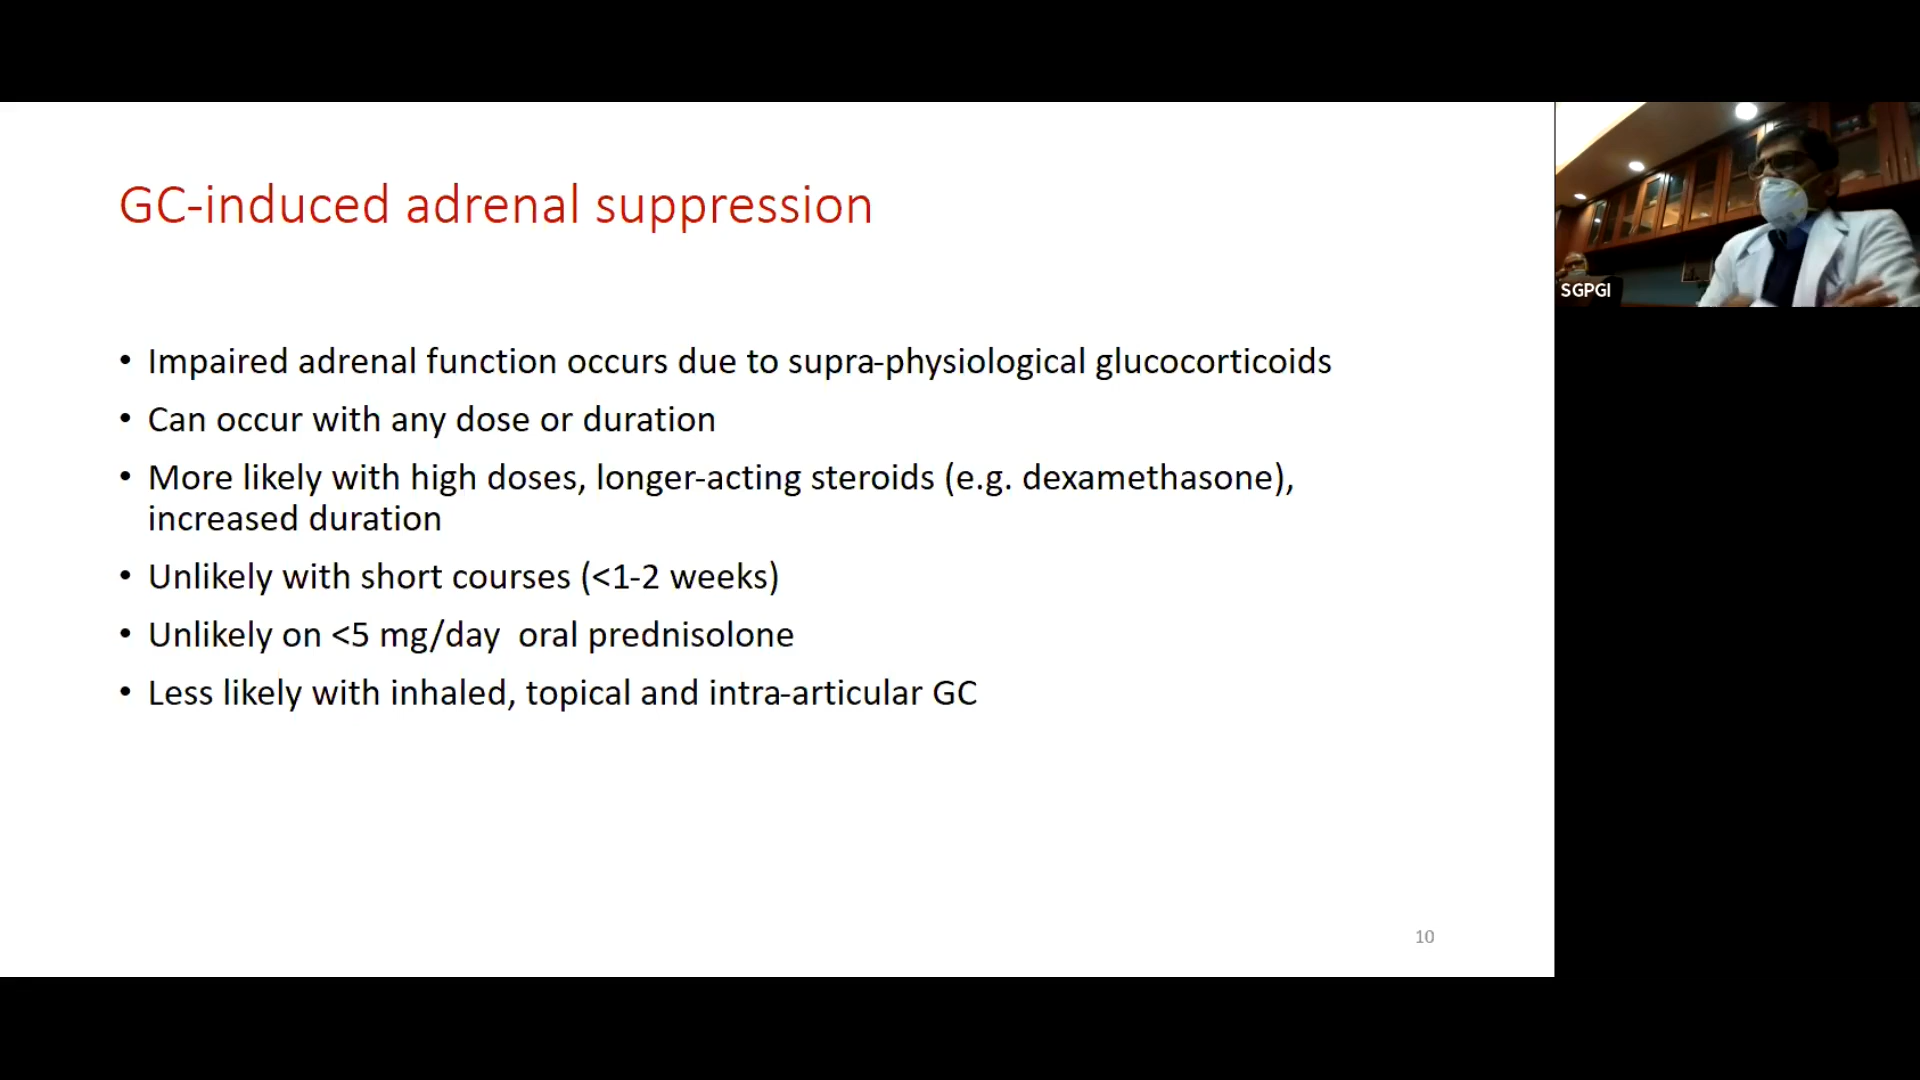 GC-induced adrenal suppression
• Impaired adrenal function occurs due to supra-physiological glucocorticoids
• Can occur with any dose or duration
• More likely with high doses, longer-acting steroids (e.g. dexamethasone),
increased duration
• Unlikely with short courses (<1-2 weeks)
• Unlikely on <5 mg/day  oral prednisolone
• Less likely with inhaled, topical and intra-articular GC
10
SGPGI